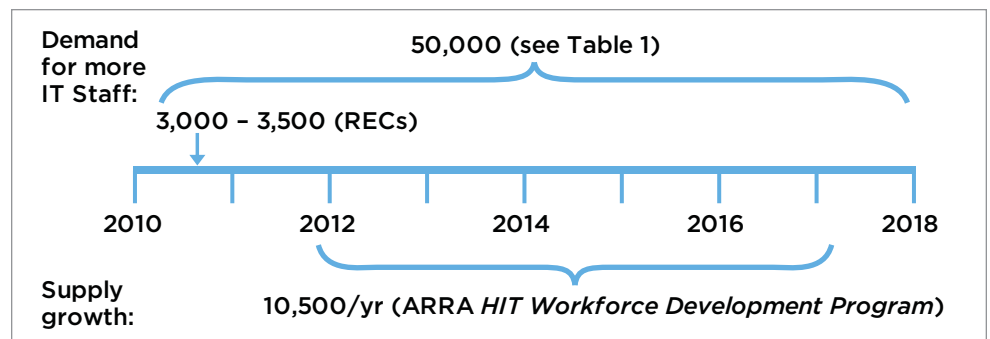 Demand
for more
IT Staff:
50,000 (see Table 1)
3,000 – 3,500 (RECs)
2010 2012 2014 2016 2018
Supply
growth:
10,500/yr (ARRA HIT Workforce Development Program)